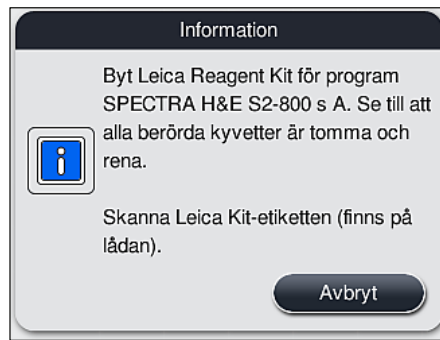 Information
Byt Leica Reagent Kit för program
SPECTRA H&E S2-800 s A. Se till att
alla berörda kyvetter är tomma och
rena.
Skanna Leica Kit-etiketten (finns på
lådan).
Avbryt